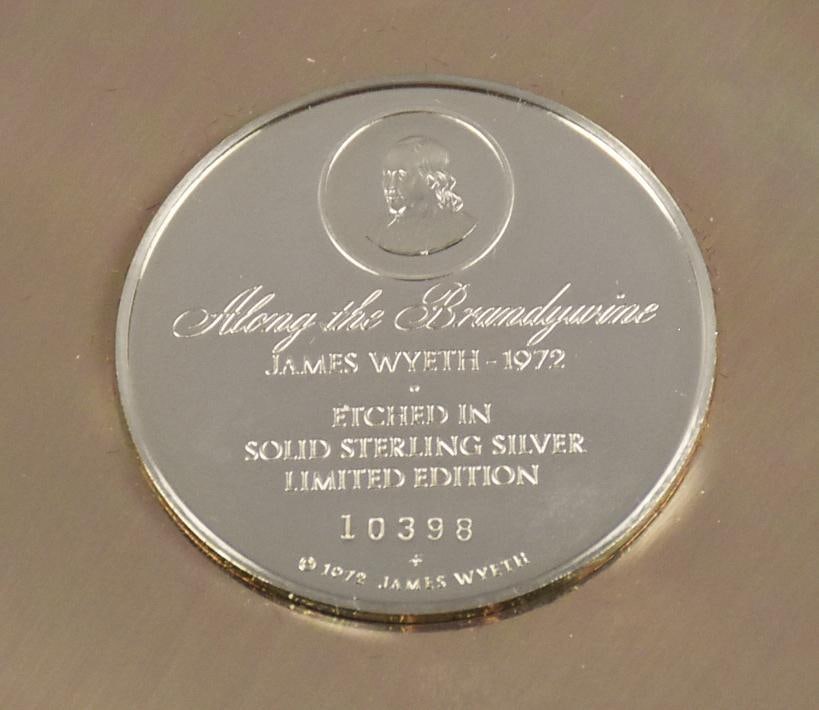 Along the Brandywine
JAMES WYETH - 1972
ETCHED IN
SOLID STERLING SILVER
LIMITED EDITION
10398
© 1972 JAMES WYETH